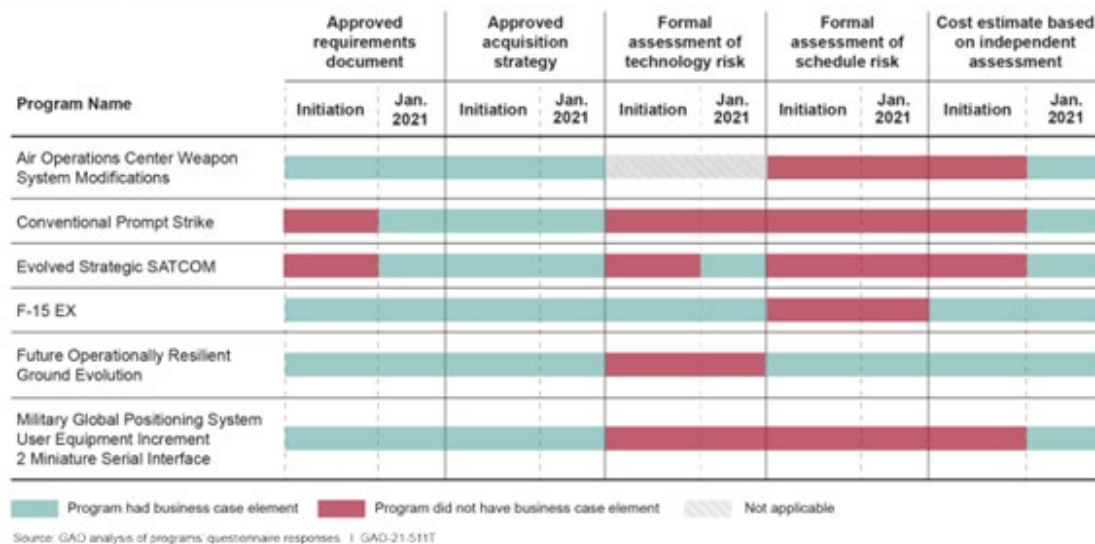 Approved requirements document
Approved acquisition strategy
Formal assessment of technology risk
Formal assessment of schedule risk
Cost estimate based on independent assessment
Program Name
Initiation
Jan. 2021
Initiation
Jan. 2021
Initiation
Jan. 2021
Initiation
Jan. 2021
Initiation
Jan. 2021
Air Operations Center Weapon
System Modifications
Conventional Prompt Strike
Evolved Strategic SATCOM
F-15 EX
Future Operationally Resilient
Ground Evolution
Military Global Positioning System
User Equipment Increment
2 Miniature Serial Interface
Program had business case element
Program did not have business case element
Not applicable
Source: GAO analysis of programs' questionnaire responses. | GAO-21-511T